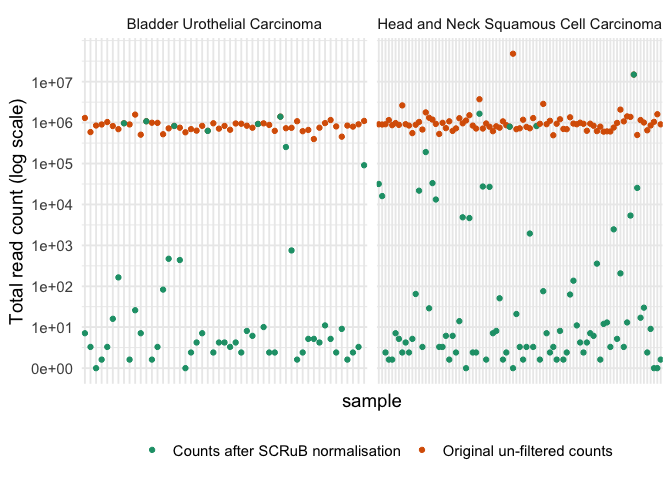 Bladder Urothelial Carcinoma
Head and Neck Squamous Cell Carcinoma
Total read count (log scale)
1e+07
1e+06
1e+05
1e+04
1e+03
1e+02
1e+01
0e+00
sample
Counts after SCRuB normalisation
Original un-filtered counts